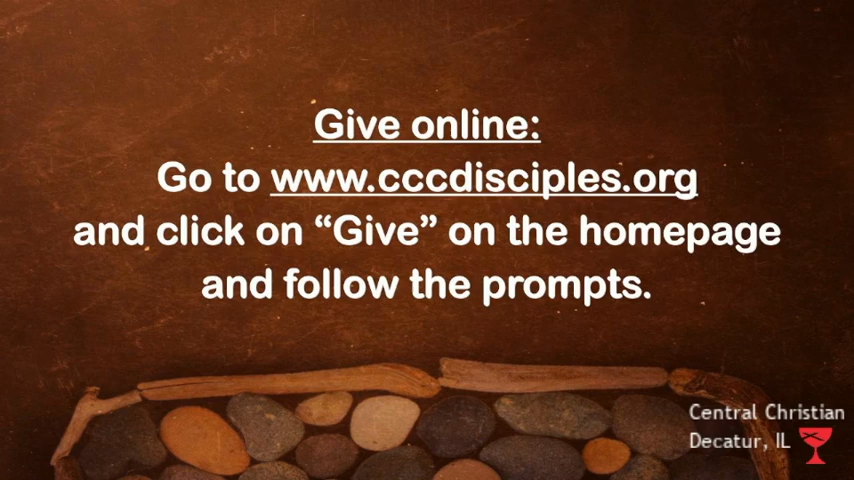 Give online:
Go to www.cccdisciples.org
and click on “Give” on the homepage
and follow the prompts.
Central Christian
Decatur, IL